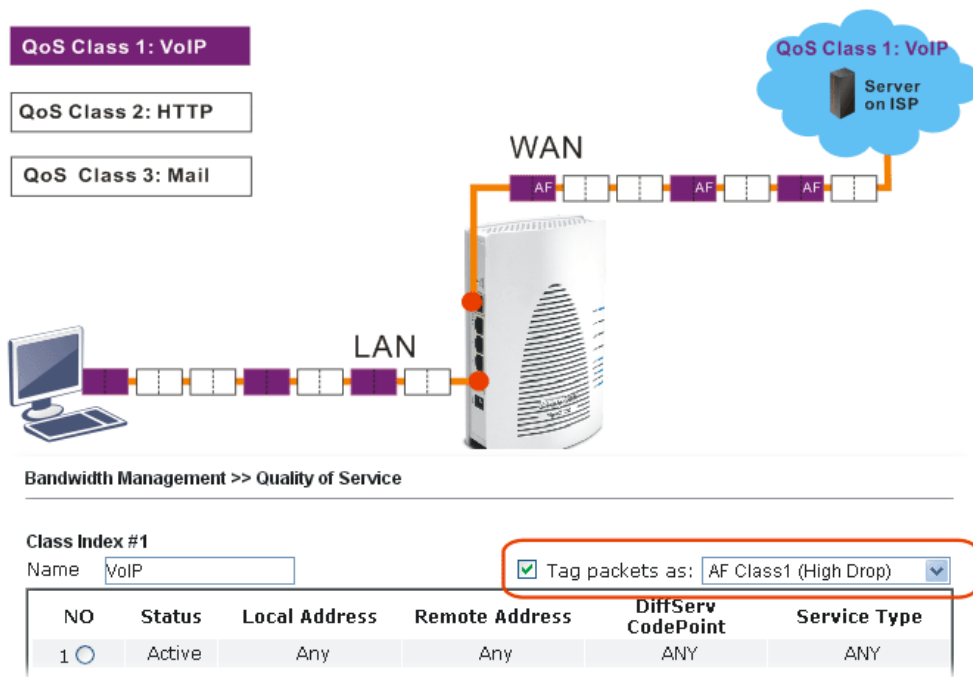 QoS Class 1: VoIP
QoS Class 2: HTTP
QoS Class 3: Mail
QoS Class 1: VoIP
Server
on ISP
WAN
AF
AF
AF
LAN
Bandwidth Management >> Quality of Service
Class Index #1
Name VoIP
Tag packets as: AF Class1 (High Drop)
NO Status Local Address Remote Address DiffServ CodePoint Service Type
1 Active Any Any ANY ANY